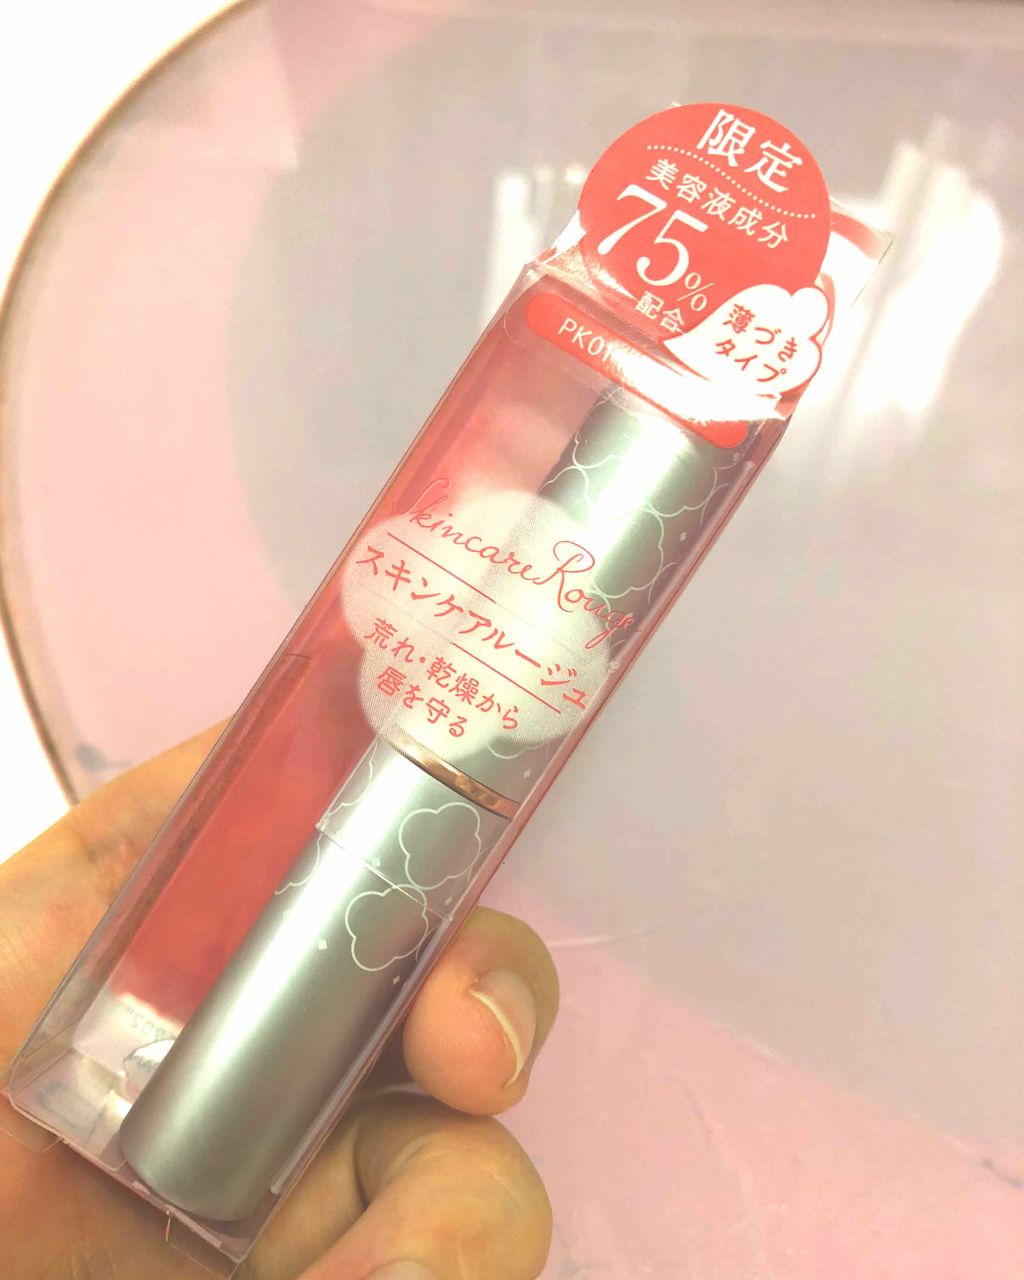 限定
美容液成分
75%
配合
薄づき
タイプ
PK01
Skincare Rouge
スキンケアルージュ
荒れ・乾燥から
唇を守る